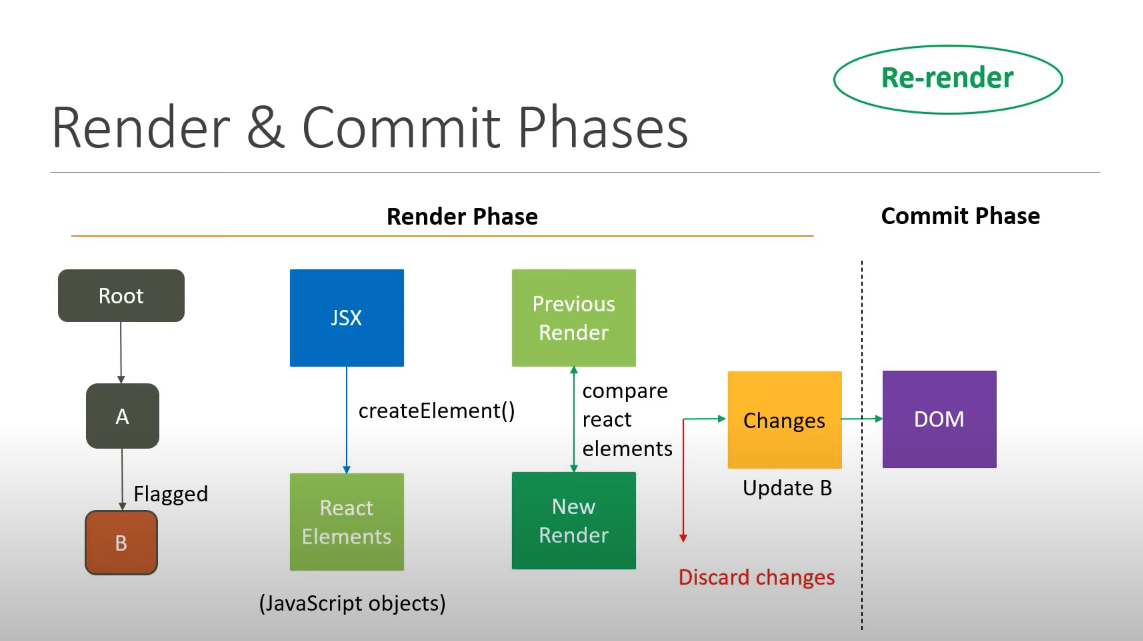 Re-render
Render & Commit Phases
Render Phase
Commit Phase
Root
A
Flagged
B
JSX
createElement()
React
Elements
(JavaScript objects)
Previous
Render
compare
react
elements
New
Render
Changes
Update B
Discard changes
DOM